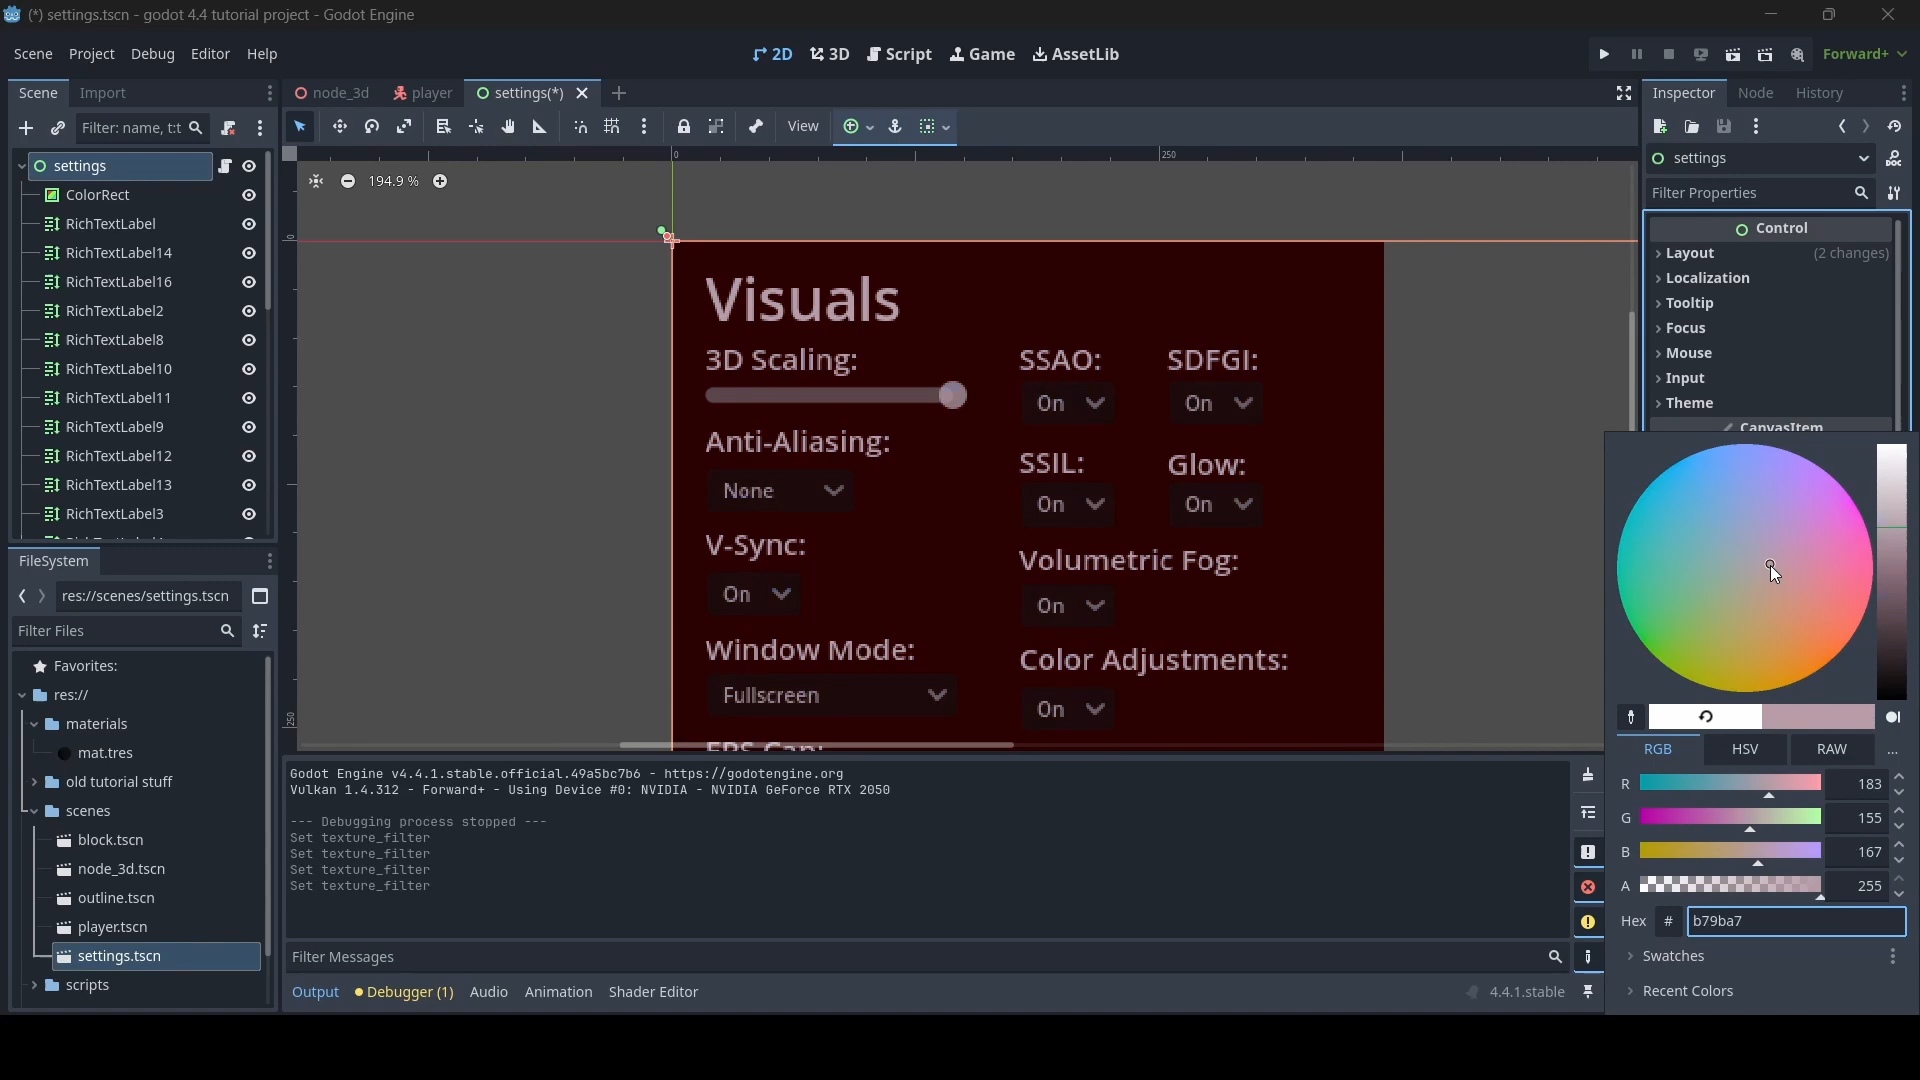 (*) settings.tscn - godot 4.4 tutorial project - Godot Engine
Scene Project Debug Editor Help
2D 3D Script Game AssetLib
Forward+
Scene Import
node_3d player settings(*)
Inspector Node History
Filter: name, t:t
View
settings
ColorRect
RichTextLabel
RichTextLabel14
RichTextLabel16
RichTextLabel2
RichTextLabel8
RichTextLabel10
RichTextLabel11
RichTextLabel9
RichTextLabel12
RichTextLabel13
RichTextLabel3
0 250
194.9 %
0
250
Visuals
3D Scaling:
Anti-Aliasing:
None
V-Sync:
On
Window Mode:
Fullscreen
FPS Cap:
SSAO: SDFGI:
On On
SSIL: Glow:
On On
Volumetric Fog:
On
Color Adjustments:
On
settings
Filter Properties
Control
Layout (2 changes)
Localization
Tooltip
Focus
Mouse
Input
Theme
CanvasItem
RGB HSV RAW ...
R 183
G 155
B 167
A 255
Hex # b79ba7
Swatches
Recent Colors
FileSystem
res://scenes/settings.tscn
Filter Files
Favorites:
res://
materials
mat.tres
old tutorial stuff
scenes
block.tscn
node_3d.tscn
outline.tscn
player.tscn
settings.tscn
scripts
Godot Engine v4.4.1.stable.official.49a5bc7b6 - https://godotengine.org
Vulkan 1.4.312 - Forward+ - Using Device #0: NVIDIA - NVIDIA GeForce RTX 2050
--- Debugging process stopped ---
Set texture_filter
Set texture_filter
Set texture_filter
Set texture_filter
Filter Messages
Output Debugger (1) Audio Animation Shader Editor
4.4.1.stable